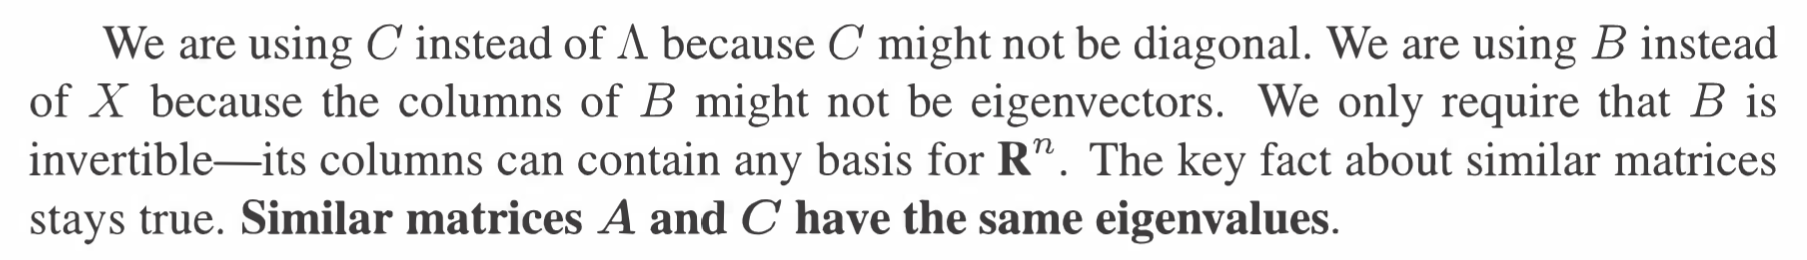 We are using C instead of Λ because C might not be diagonal. We are using B instead
of X because the columns of B might not be eigenvectors. We only require that B is
invertible—its columns can contain any basis for Rⁿ. The key fact about similar matrices
stays true. Similar matrices A and C have the same eigenvalues.